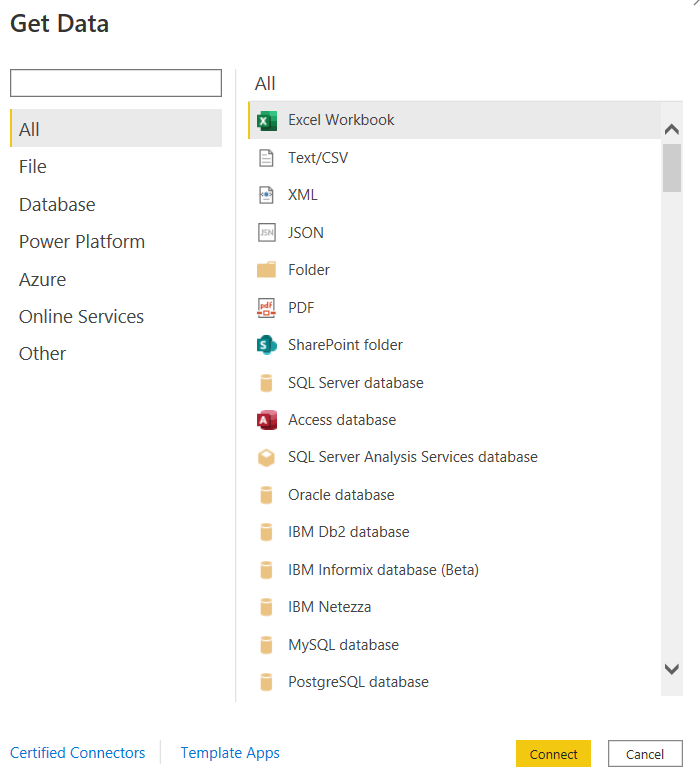 Get Data
All
File
Database
Power Platform
Azure
Online Services
Other
All
Excel Workbook
Text/CSV
XML
JSN JSON
Folder
pdf PDF
S SharePoint folder
SQL Server database
A Access database
SQL Server Analysis Services database
Oracle database
IBM Db2 database
IBM Informix database (Beta)
IBM Netezza
MySQL database
PostgreSQL database
Certified Connectors
Template Apps
Connect
Cancel